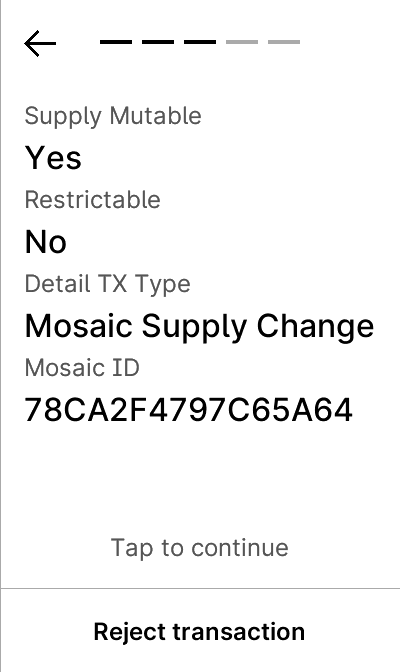 Supply Mutable
Yes
Restrictable
No
Detail TX Type
Mosaic Supply Change
Mosaic ID
78CA2F4797C65A64
Tap to continue
Reject transaction